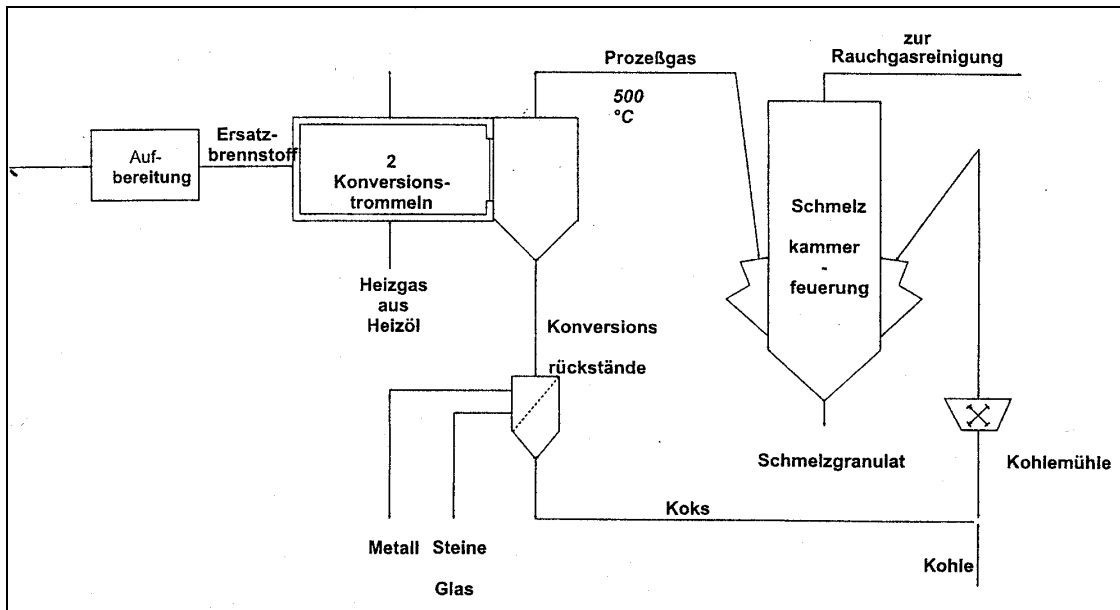 zur
Rauchgasreinigung
Prozeßgas
500
°C
Auf-
bereitung
Ersatz-
brennstoff
2
Konversions-
trommeln
Heizgas
aus
Heizöl
Konversions
rückstände
Schmelz
kammer
-
feuerung
Schmelzgranulat
Kohlemühle
Koks
Metall
Steine
Glas
Kohle